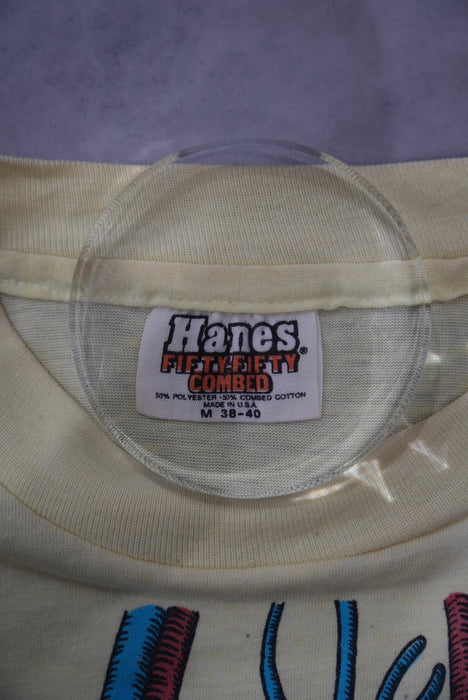 Hanes®
FIFTY-FIFTY
COMBED
50% POLYESTER - 50% COMBED COTTON
MADE IN U.S.A.
M 38-40